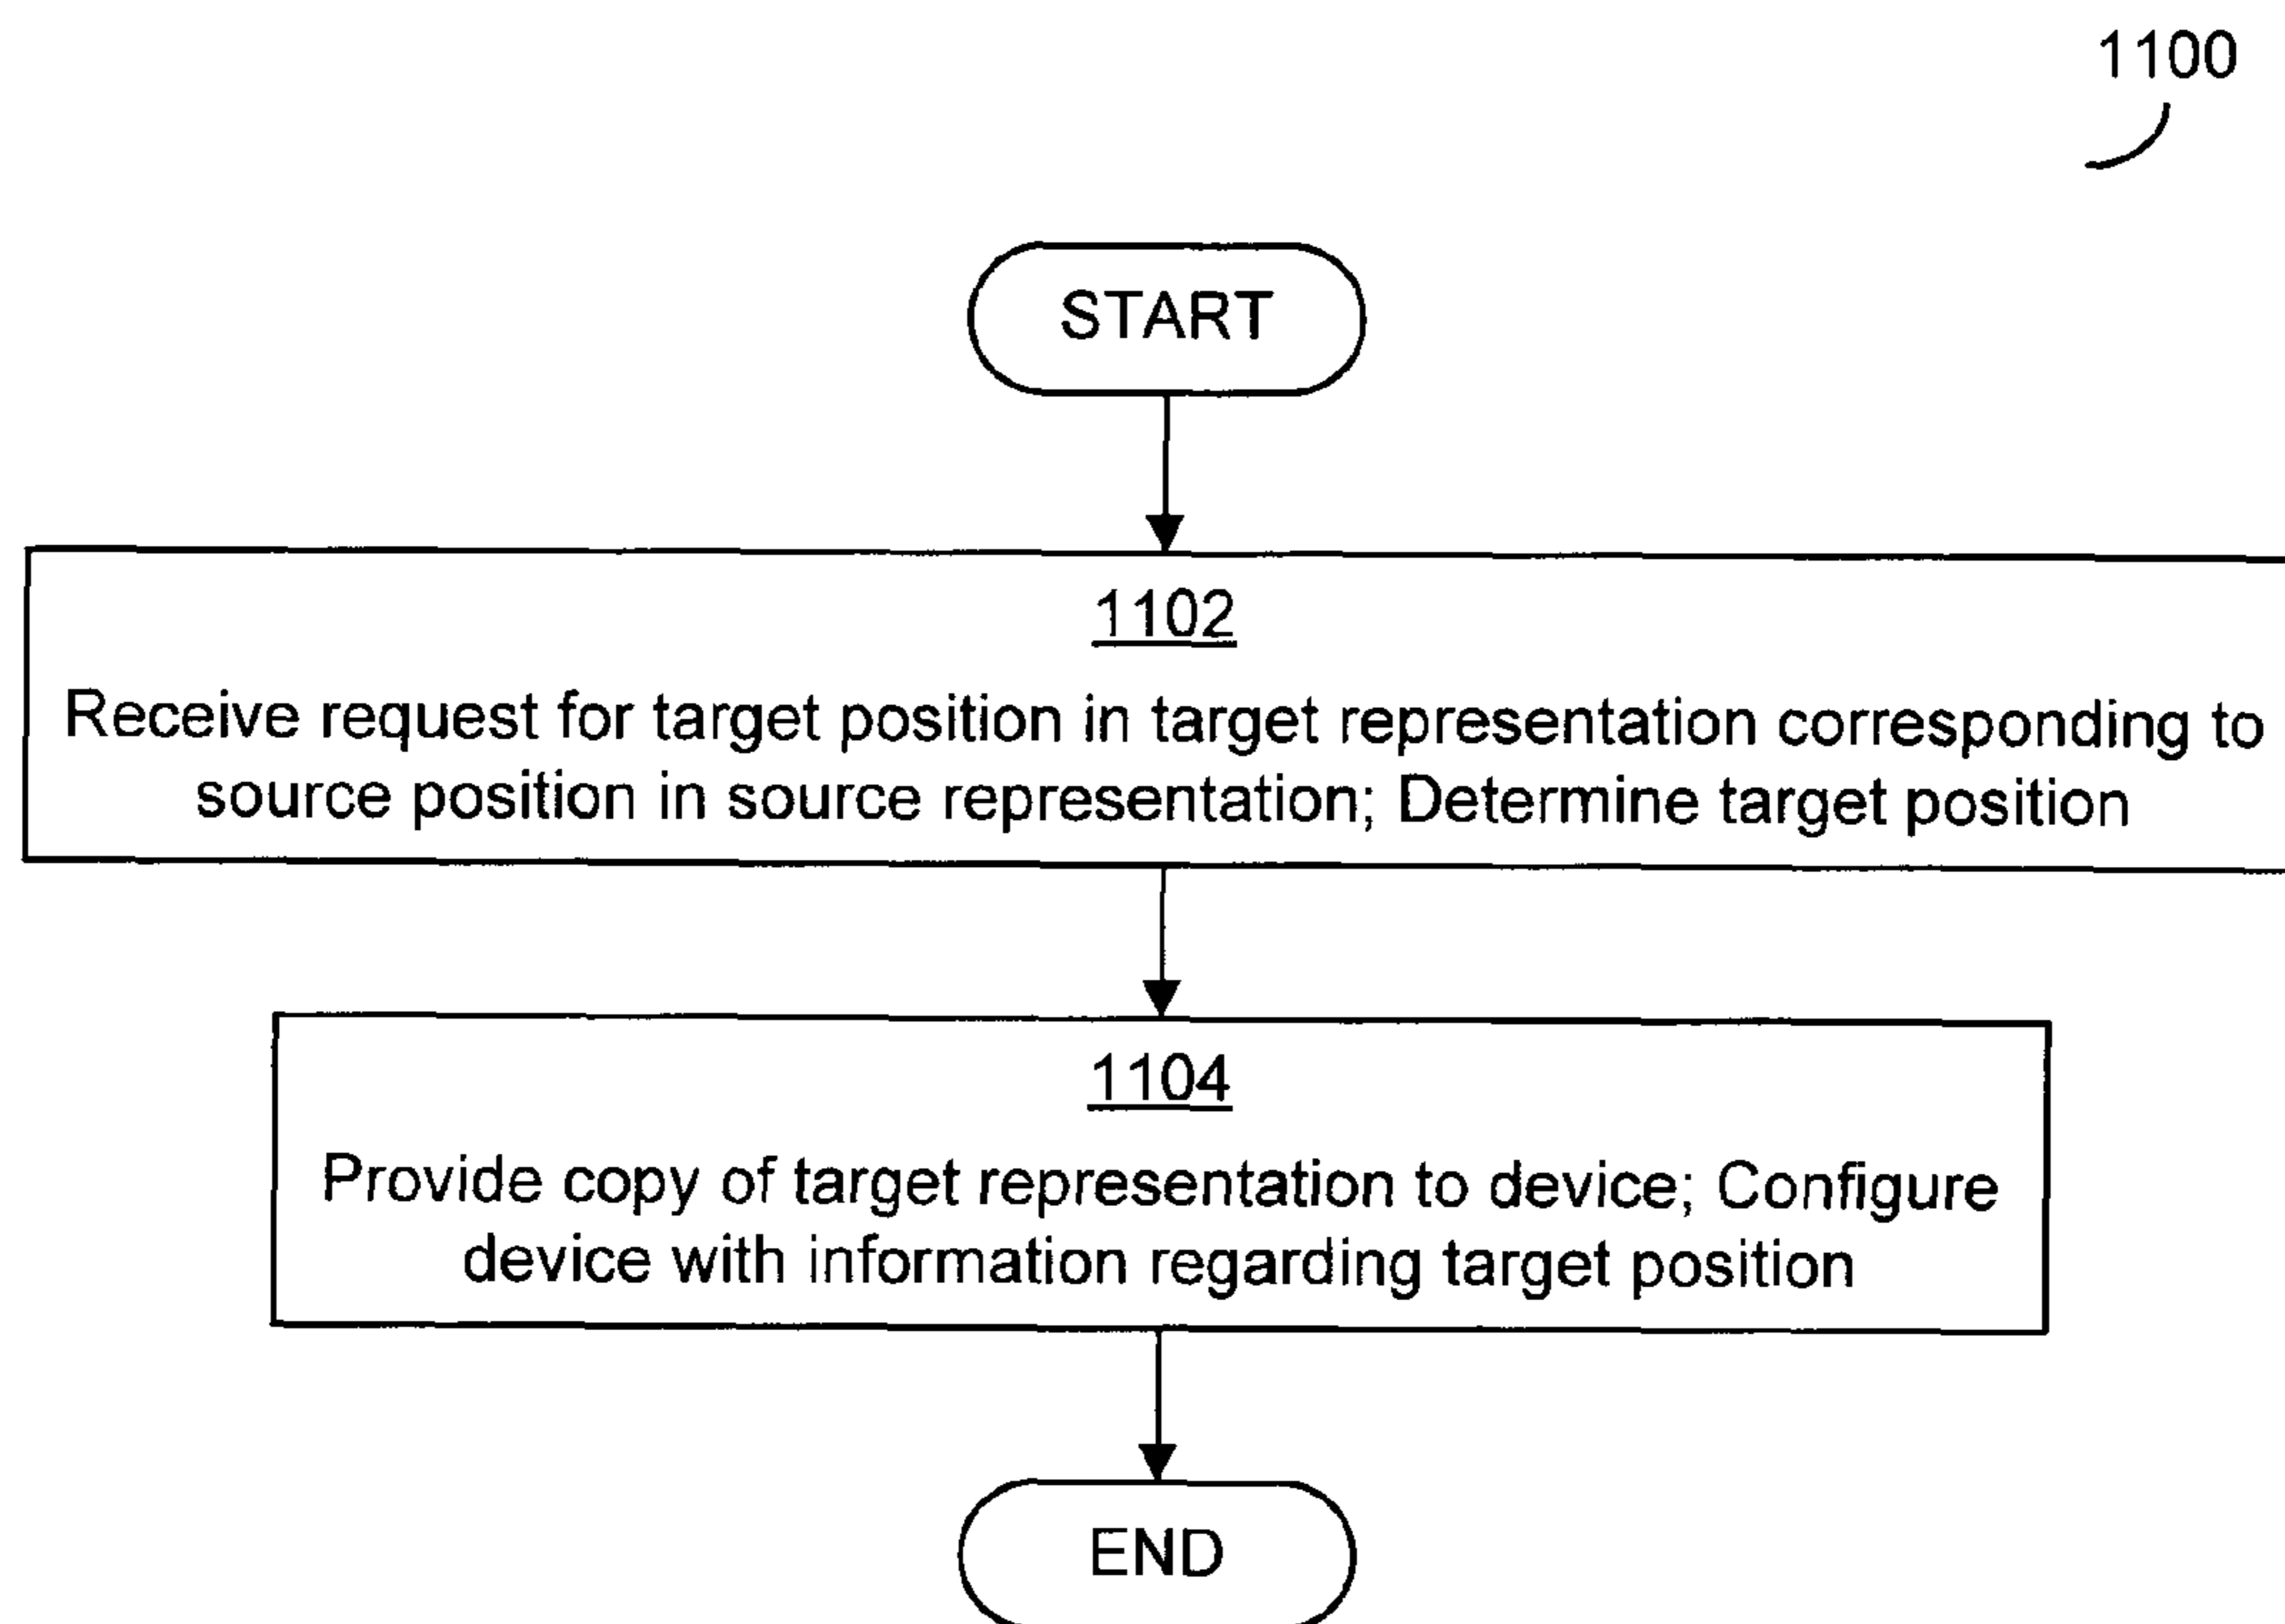 1100
START
1102
Receive request for target position in target representation corresponding to
source position in source representation; Determine target position
1104
Provide copy of target representation to device; Configure
device with information regarding target position
END